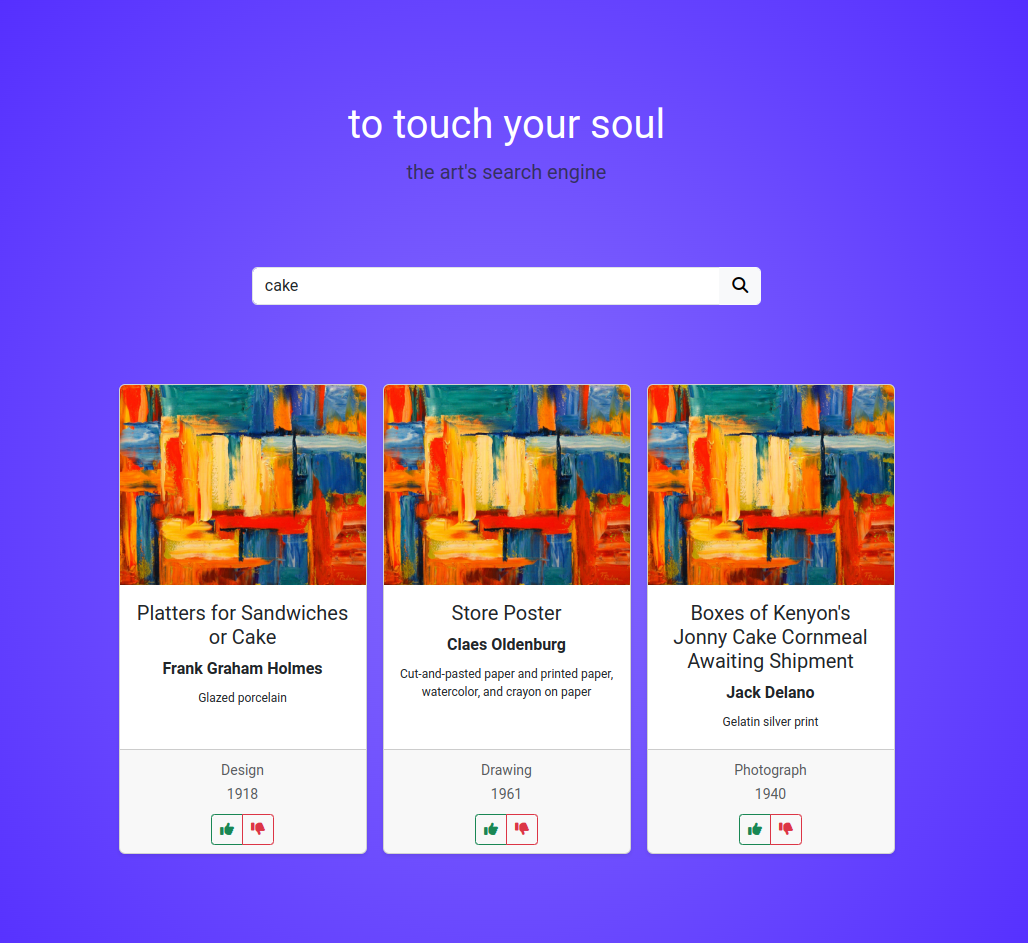 to touch your soul
the art's search engine
cake
Platters for Sandwiches
or Cake
Frank Graham Holmes
Glazed porcelain
Design
1918
Store Poster
Claes Oldenburg
Cut-and-pasted paper and printed paper,
watercolor, and crayon on paper
Drawing
1961
Boxes of Kenyon's
Jonny Cake Cornmeal
Awaiting Shipment
Jack Delano
Gelatin silver print
Photograph
1940